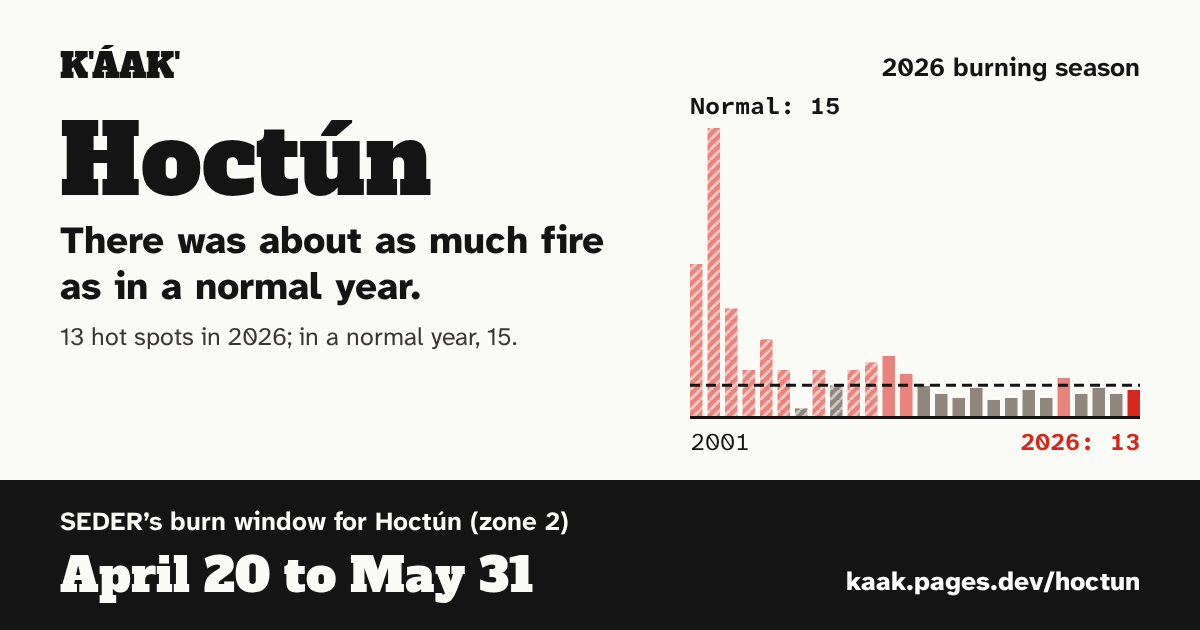 K'ÁAK'
2026 burning season
Hoctún
There was about as much fire
as in a normal year.
13 hot spots in 2026; in a normal year, 15.
Normal: 15
2001
2026: 13
SEDER’s burn window for Hoctún (zone 2)
April 20 to May 31
kaak.pages.dev/hoctun